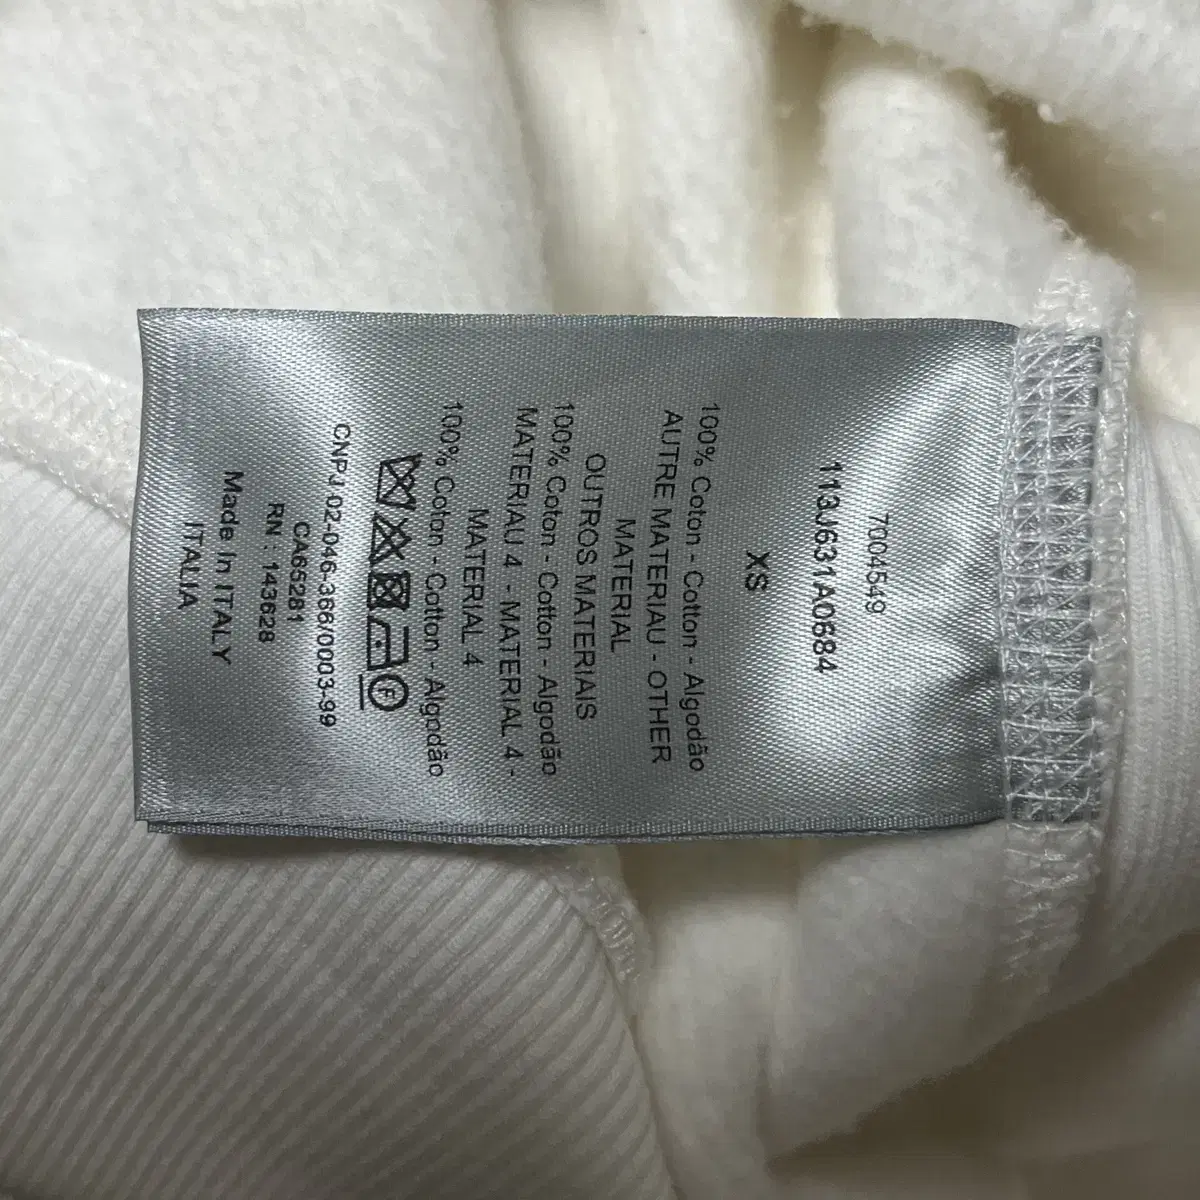 7004549
113J631A0684
XS
100% Coton - Cotton - Algodão
AUTRE MATERIAU - OTHER
MATERIAL
OUTROS MATERIAIS
100% Coton - Cotton - Algodão
MATERIAU 4 - MATERIAL 4 -
MATERIAL 4
100% Coton - Cotton - Algodão
F
CNPJ 02-046-366/0003-99
CA65281
RN : 143628
Made In ITALY
ITALIA